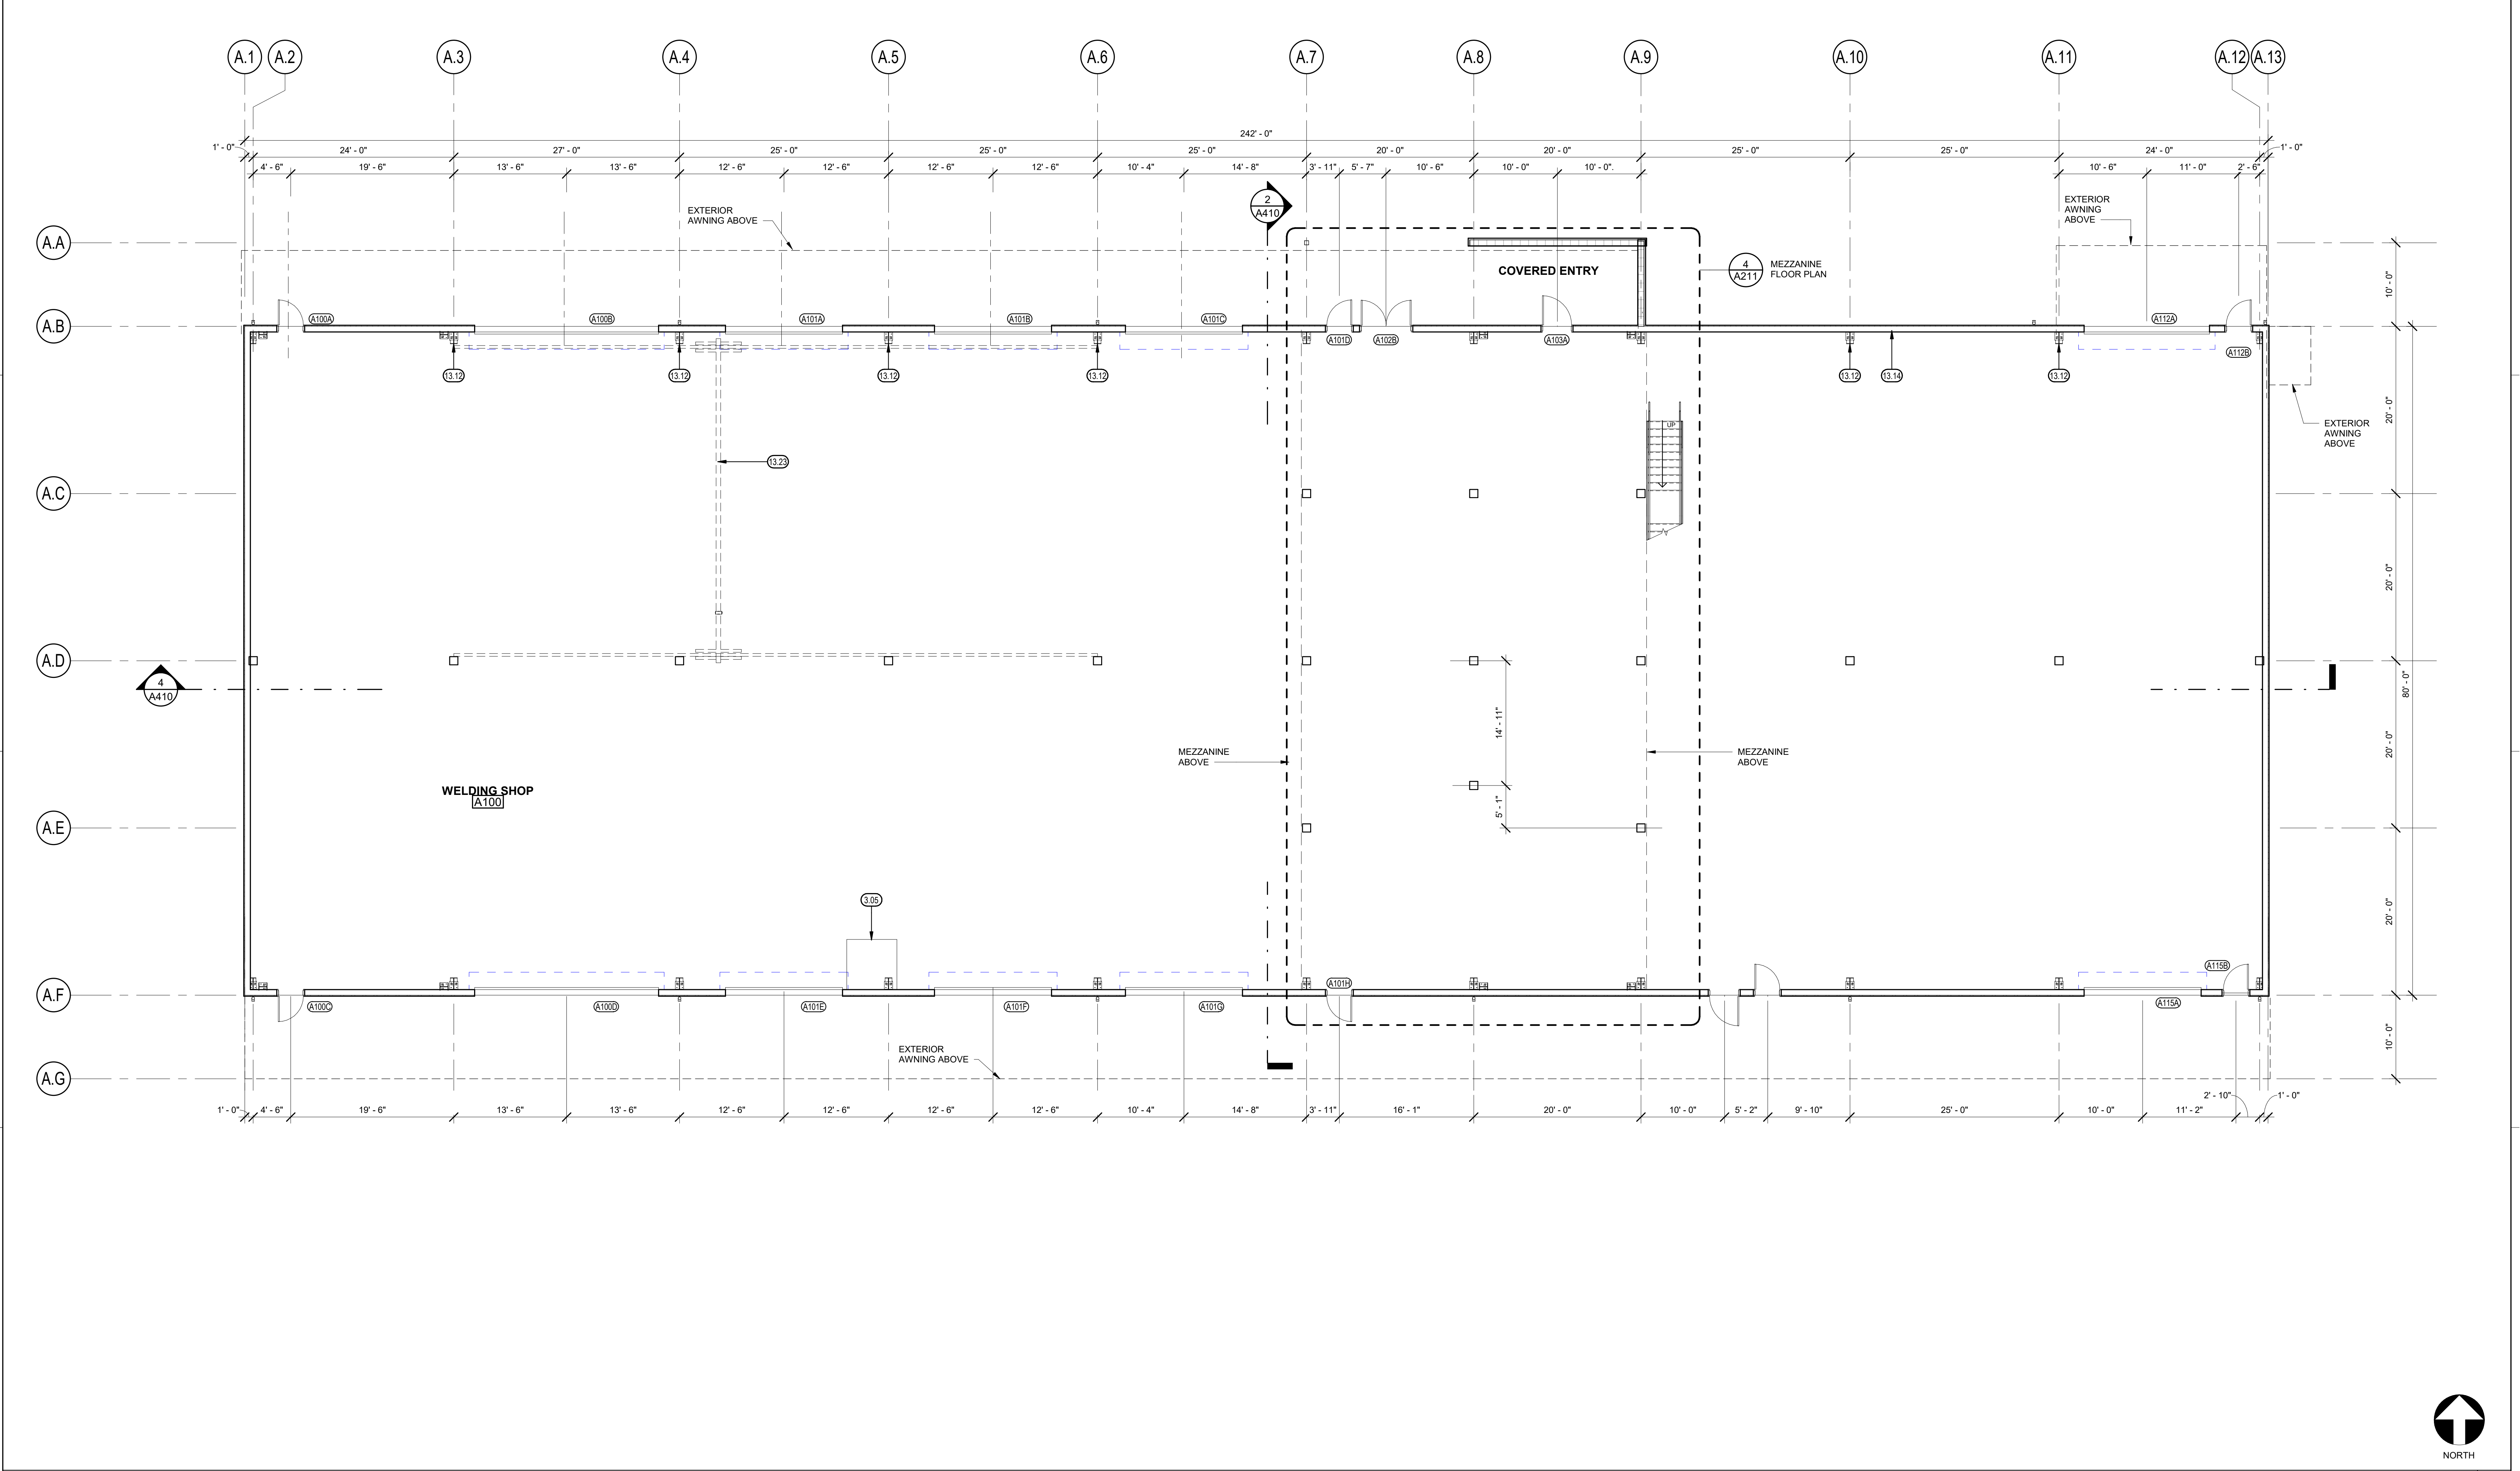 A.1 A.2 A.3 A.4 A.5 A.6 A.7 A.8 A.9 A.10 A.11 A.12 A.13
242' - 0"
1' - 0" 24' - 0" 27' - 0" 25' - 0" 25' - 0" 25' - 0" 20' - 0" 20' - 0" 25' - 0" 25' - 0" 24' - 0" 1' - 0"
4' - 6" 19' - 6" 13' - 6" 13' - 6" 12' - 6" 12' - 6" 12' - 6" 12' - 6" 10' - 4" 14' - 8" 3' - 11" 5' - 7" 10' - 6" 10' - 0" 10' - 0". 10' - 6" 11' - 0" 2' - 6"
EXTERIOR
AWNING ABOVE
2
A410
EXTERIOR
AWNING
ABOVE
A.A
COVERED ENTRY
4
A211
MEZZANINE
FLOOR PLAN
10' - 0"
A.B
A100A A100B A101A A101B A101C A112A
A101D A102B A103A A112B
13.12 13.12 13.12 13.12 13.12 13.14 13.12
20' - 0"
EXTERIOR
AWNING
ABOVE
UP
13.23
A.C
20' - 0"
A.D
4
A410
80' - 0"
14' - 11"
20' - 0"
MEZZANINE
ABOVE
MEZZANINE
ABOVE
WELDING SHOP
A100
5' - 1"
A.E
3.05
20' - 0"
A115B
A101H
A.F
A100C A100D A101E A101F A101G A115A
10' - 0"
EXTERIOR
AWNING ABOVE
A.G
1' - 0" 4' - 6" 19' - 6" 13' - 6" 13' - 6" 12' - 6" 12' - 6" 12' - 6" 12' - 6" 10' - 4" 14' - 8" 3' - 11" 16' - 1" 20' - 0" 10' - 0" 5' - 2" 9' - 10" 25' - 0" 10' - 0" 11' - 2" 2' - 10" 1' - 0"
NORTH